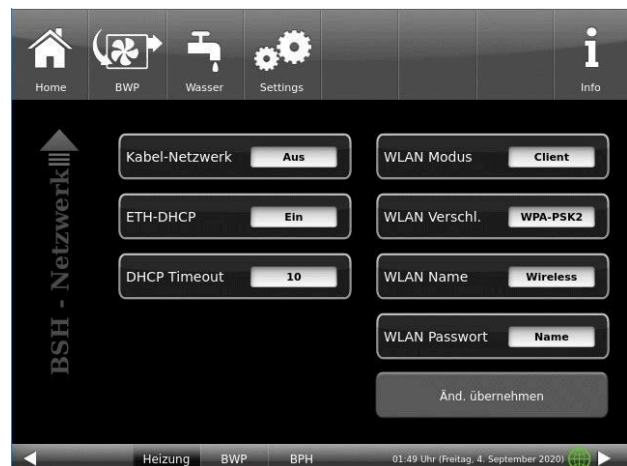 Home
BWP
Wasser
Settings
Info
BSH - Netzwerk
Kabel-Netzwerk Aus
ETH-DHCP Ein
DHCP Timeout 10
WLAN Modus Client
WLAN Verschl. WPA-PSK2
WLAN Name Wireless
WLAN Passwort Name
Änd. übernehmen
Heizung BWP BPH 01:49 Uhr (Freitag, 4. September 2020)